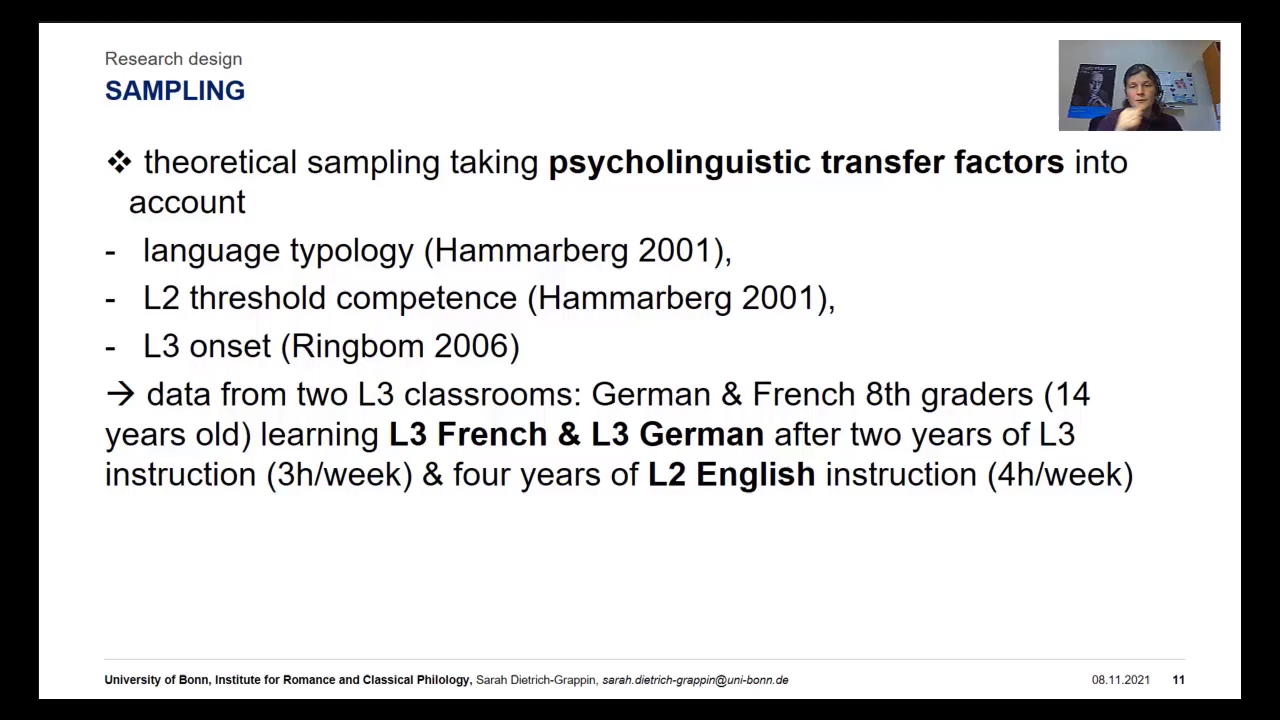 Research design
SAMPLING
❖ theoretical sampling taking psycholinguistic transfer factors into
account
- language typology (Hammarberg 2001),
- L2 threshold competence (Hammarberg 2001),
- L3 onset (Ringbom 2006)
→ data from two L3 classrooms: German & French 8th graders (14
years old) learning L3 French & L3 German after two years of L3
instruction (3h/week) & four years of L2 English instruction (4h/week)
University of Bonn, Institute for Romance and Classical Philology, Sarah Dietrich-Grappin, sarah.dietrich-grappin@uni-bonn.de 08.11.2021 11